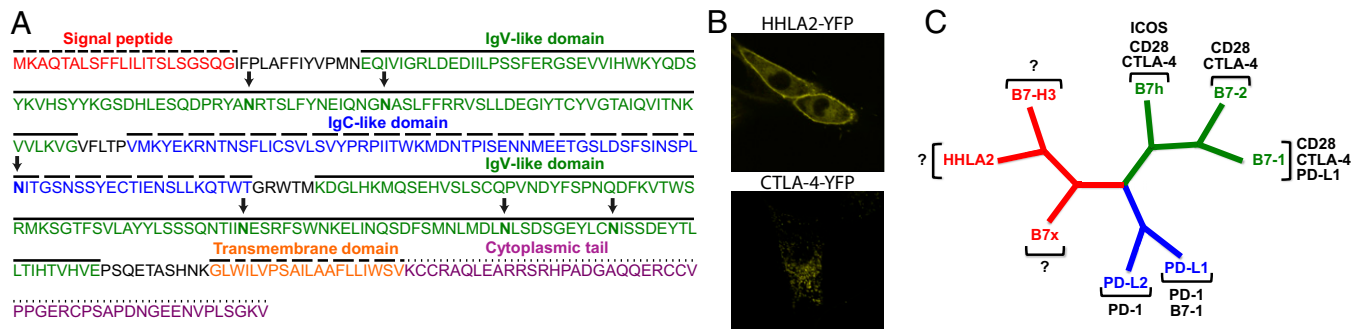 A
Signal peptide
IgV-like domain
MKAQTALSFFLILITSLSGSQGIFPLAFFIYVPMNEQIVIGRLDEDIILPSSFERGSEVVIHWKYQDS
YKVHSYYKGSDHLESQDPRYANRTSLFYNEIQNGNASLFFRRVSLLDEGIYTCYVGTAIQVITNK
IgC-like domain
VVLKVGVFLTPVMKYEKRNTNSFLICSVLSVYPRPIITWKMDNTPISENNMEETGSLDSFSINSPL
IgV-like domain
NITGSNSSYECTIENSLLKQTWTGRWTMKDGLHKMQSEHVSLSCQPVNDYFSPNQDFKVTWS
RMKSGTFSVLAYYLSSSQNTIINESRFSWNKELINQSDFSMNLMDLNLSDSGEYLCNISSDEYTL
Transmembrane domain
Cytoplasmic tail
LTIHTVHVEPSQETASHNKGLWILVPSAILAAFLLIWSVKCCRAQLEARRSRHPADGAQQERCCV
PPGERCPSAPDNGEENVPLSGKV
B
HHLA2-YFP
CTLA-4-YFP
C
ICOS
CD28
CTLA-4
CD28
CTLA-4
?
B7-H3
B7h
B7-2
?
HHLA2
B7-1
CD28
CTLA-4
PD-L1
B7x
?
PD-L2
PD-1
PD-L1
PD-1
B7-1